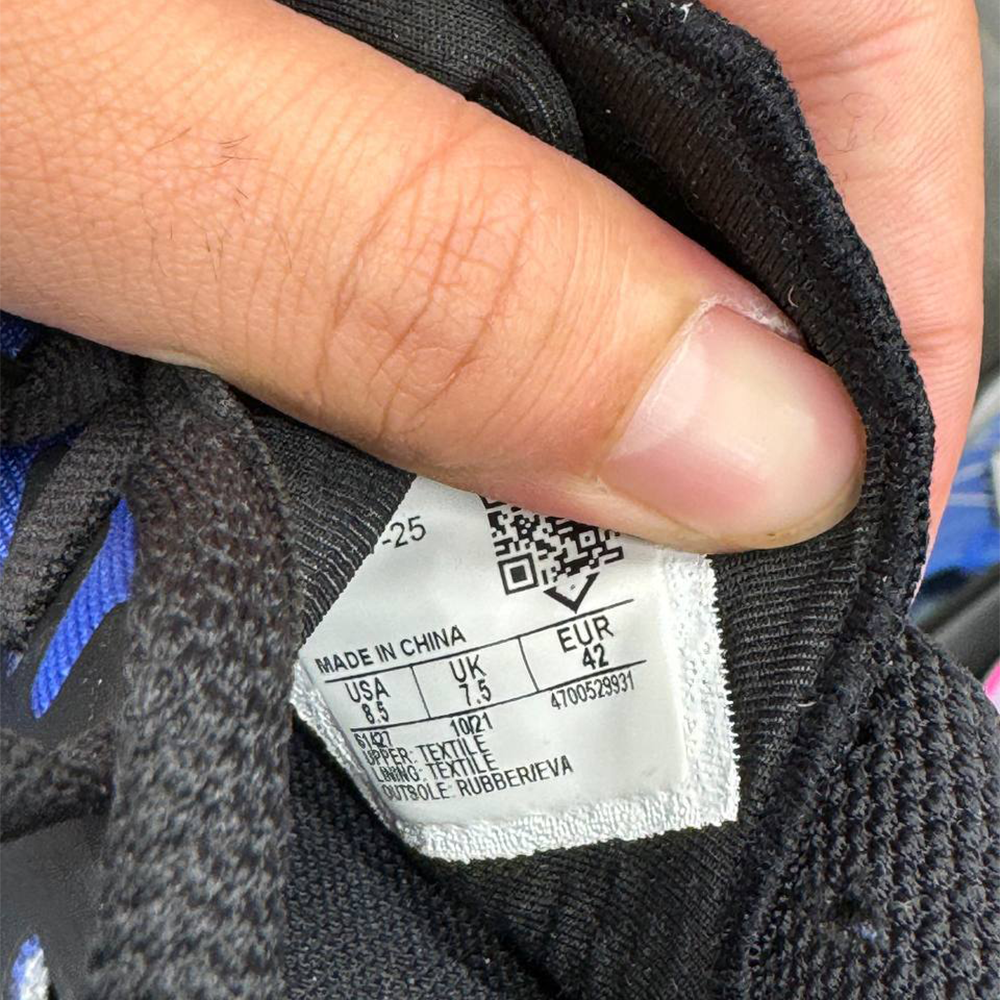 -25
MADE IN CHINA
USA UK EUR
8.5 7.5 42
61427 10/21 4700529931
UPPER: TEXTILE
LINING: TEXTILE
OUTSOLE: RUBBER/EVA